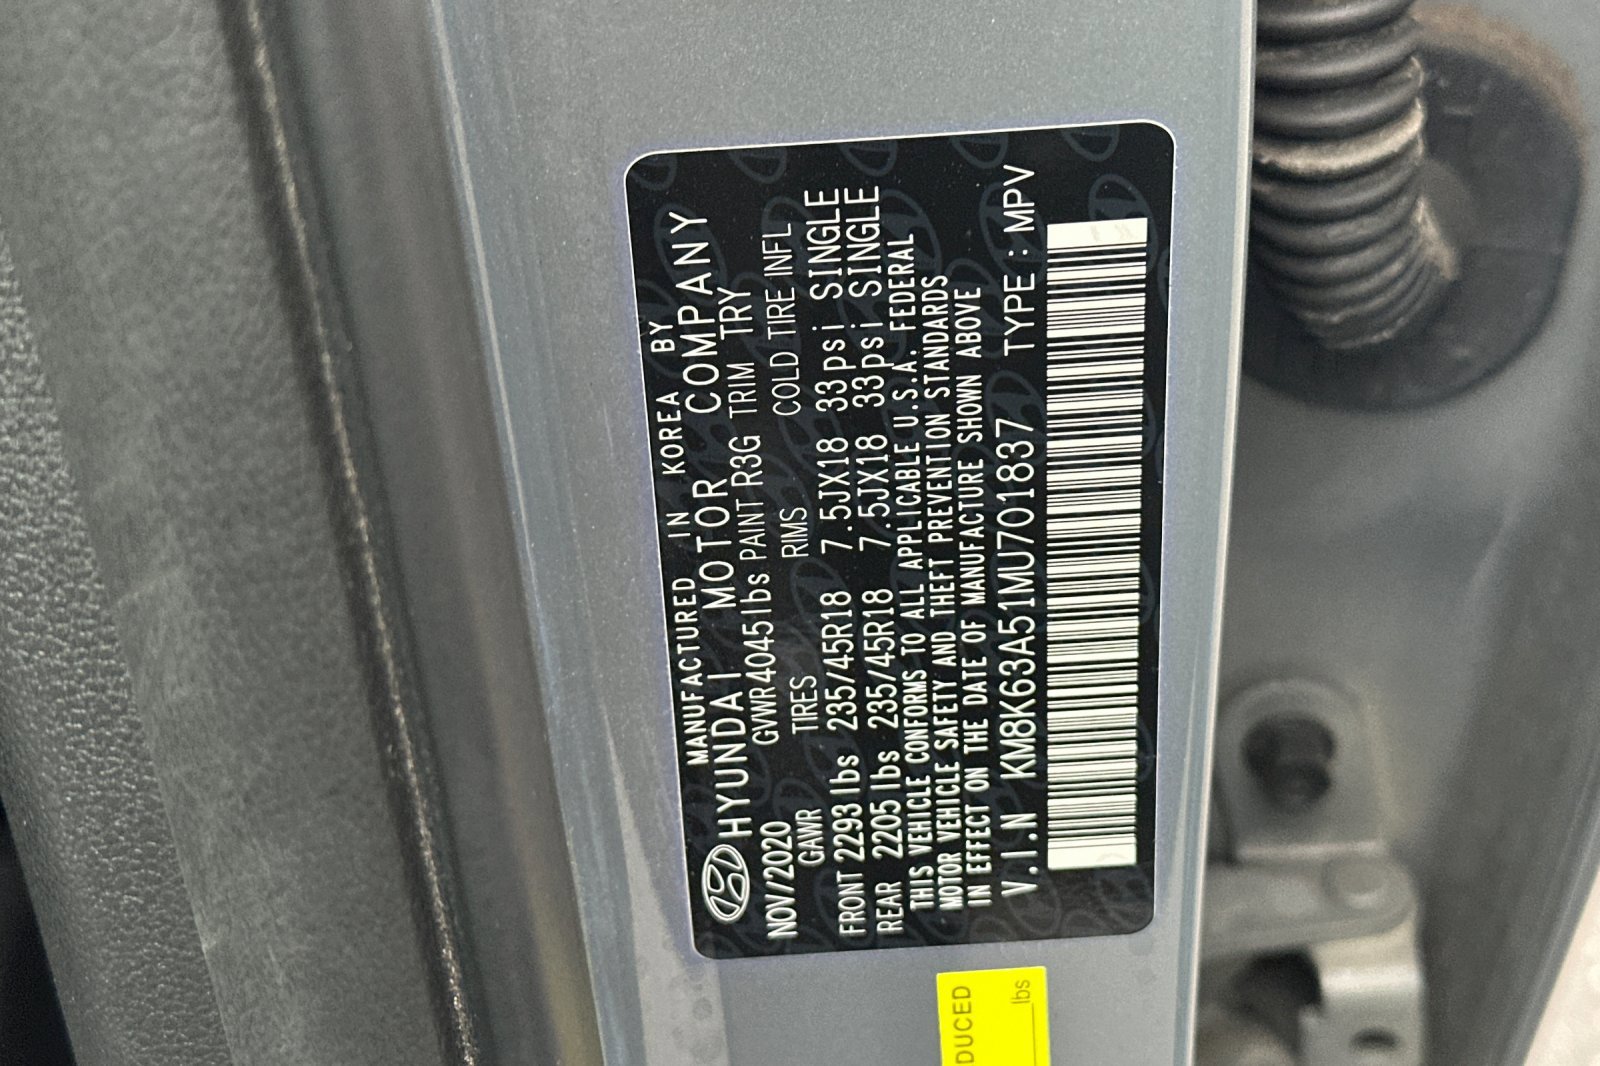 MANUFACTURED IN KOREA BY
HYUNDAI MOTOR COMPANY
NOV/2020 GVWR 4045lbs PAINT R3G TRIM TRY
GAWR TIRES RIMS COLD TIRE INFL
FRONT 2293 lbs 235/45R18 7.5JX18 33psi SINGLE
REAR 2205 lbs 235/45R18 7.5JX18 33psi SINGLE
THIS VEHICLE CONFORMS TO ALL APPLICABLE U.S.A. FEDERAL
MOTOR VEHICLE SAFETY AND THEFT PREVENTION STANDARDS
IN EFFECT ON THE DATE OF MANUFACTURE SHOWN ABOVE
V.I.N KM8K63A51MU701837 TYPE : MPV
DUCED
lbs